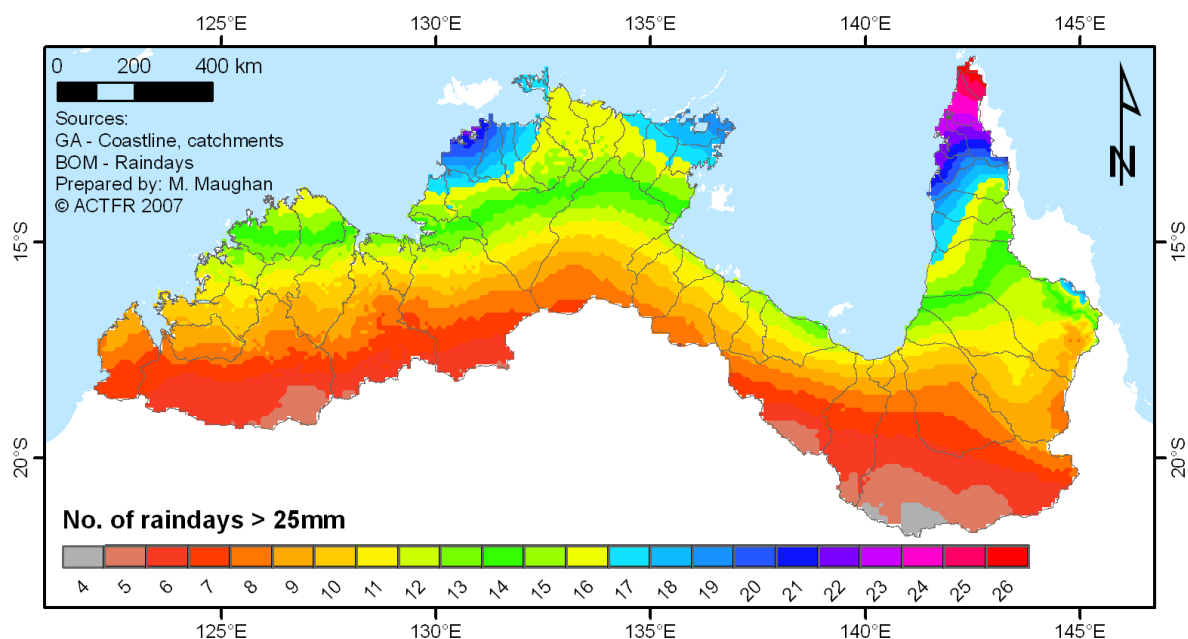 125°E 130°E 135°E 140°E 145°E
0 200 400 km
Sources:
GA - Coastline, catchments
BOM - Raindays
Prepared by: M. Maughan
© ACTFR 2007
N
15°S 15°S
20°S 20°S
No. of raindays > 25mm
4 5 6 7 8 9 10 11 12 13 14 15 16 17 18 19 20 21 22 23 24 25 26
125°E 130°E 135°E 140°E 145°E